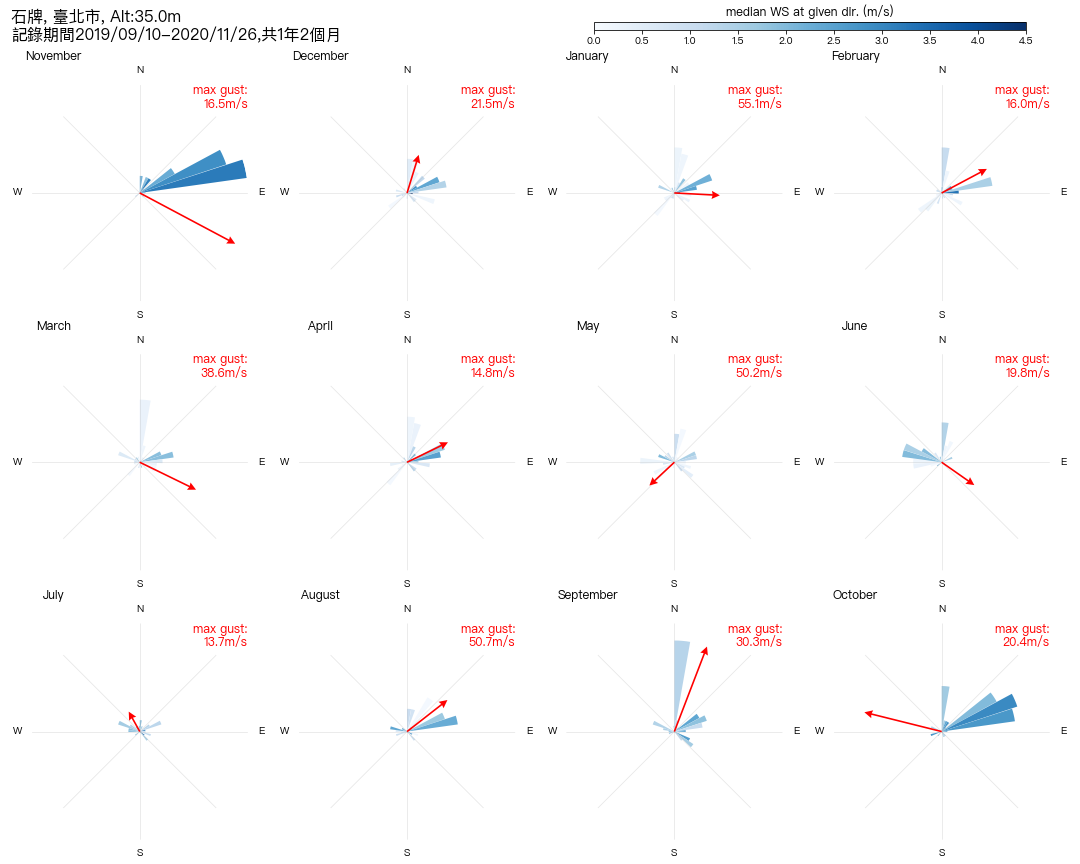 石牌, 臺北市, Alt:35.0m
記錄期間2019/09/10-2020/11/26,共1年2個月
median WS at given dir. (m/s)
0.0 0.5 1.0 1.5 2.0 2.5 3.0 3.5 4.0 4.5
November
N
max gust:
16.5m/s
W
E
S
December
N
max gust:
21.5m/s
W
E
S
January
N
max gust:
55.1m/s
W
E
S
February
N
max gust:
16.0m/s
W
E
S
March
N
max gust:
38.6m/s
W
E
S
April
N
max gust:
14.8m/s
W
E
S
May
N
max gust:
50.2m/s
W
E
S
June
N
max gust:
19.8m/s
W
E
S
July
N
max gust:
13.7m/s
W
E
S
August
N
max gust:
50.7m/s
W
E
S
September
N
max gust:
30.3m/s
W
E
S
October
N
max gust:
20.4m/s
W
E
S